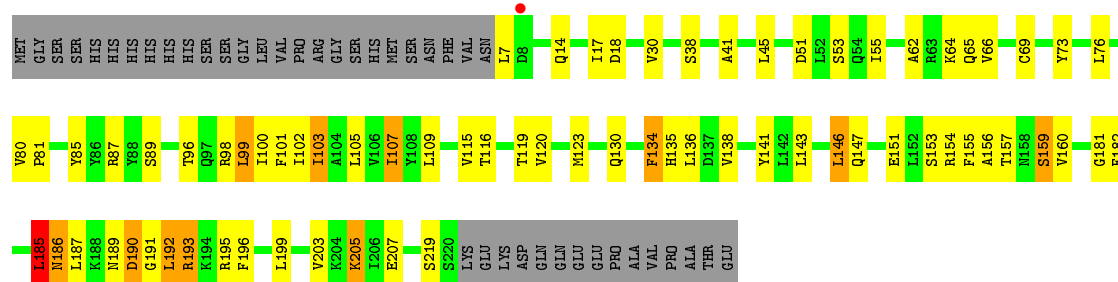 MET GLY SER SER HIS HIS HIS HIS HIS HIS SER SER GLY LEU VAL PRO ARG GLY SER HIS MET SER ASN PHE VAL ASN L7 D8 Q14 I17 D18 V30 S38 A41 L45 D51 L52 S53 Q54 I55 A62 R63 K64 Q65 V66 C69 Y73 L76
V80 P81 Y85 Y86 R87 Y88 S89 T96 Q97 R98 L99 I100 F101 I102 I103 A104 L105 V106 I107 Y108 L109 V115 T116 T119 V120 M123 Q130 F134 H135 L136 D137 V138 Y141 L142 L143 L146 Q147 E151 L152 S153 R154 F155 A156 T157 N158 S159 V160 G181
L185 N186 L187 K188 N189 D190 G191 L192 R193 K194 R195 F196 L199 V203 K204 K205 I206 E207 S219 S220 LYS GLU LYS ASP GLN GLN GLU GLU PRO ALA VAL PRO ALA THR GLU